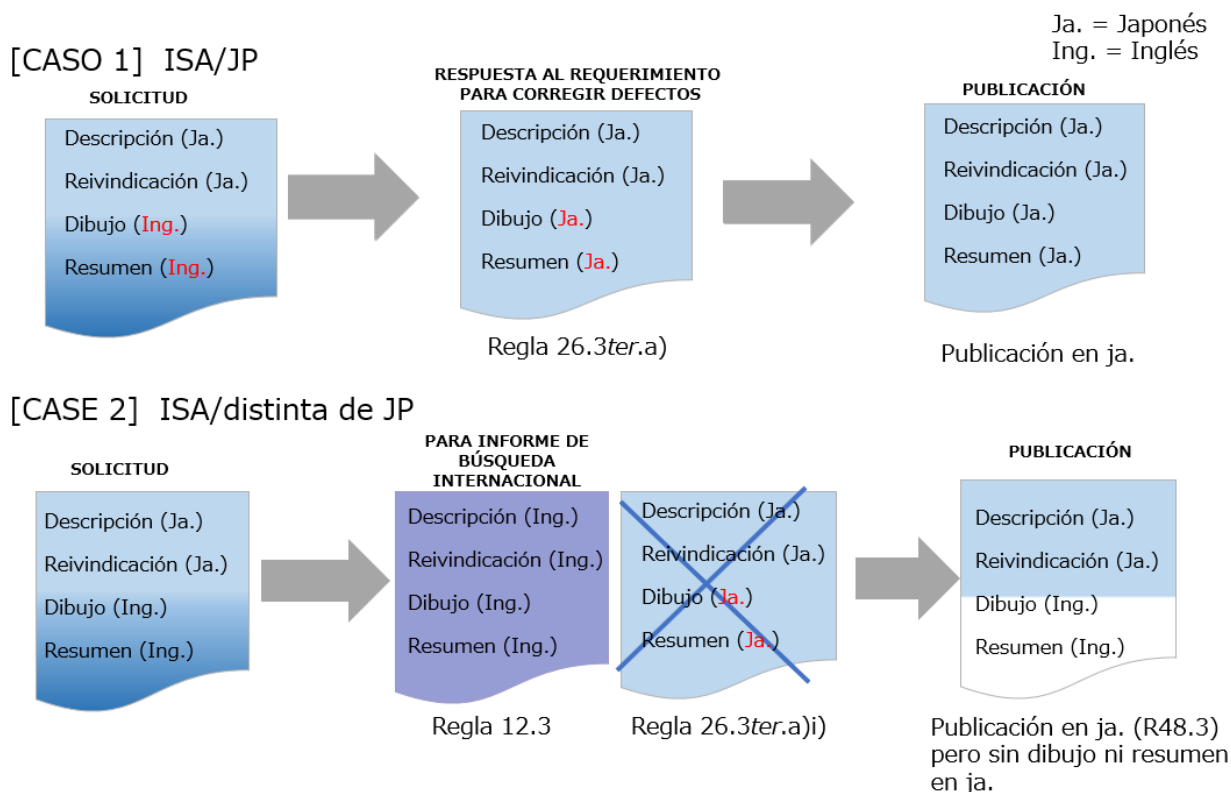 Ja. = Japonés
Ing. = Inglés
[CASO 1] ISA/JP
SOLICITUD
Descripción (Ja.)
Reivindicación (Ja.)
Dibujo (Ing.)
Resumen (Ing.)
RESPUESTA AL REQUERIMIENTO
PARA CORREGIR DEFECTOS
Descripción (Ja.)
Reivindicación (Ja.)
Dibujo (Ja.)
Resumen (Ja.)
Regla 26.3ter.a)
PUBLICACIÓN
Descripción (Ja.)
Reivindicación (Ja.)
Dibujo (Ja.)
Resumen (Ja.)
Publicación en ja.
[CASE 2] ISA/distinta de JP
SOLICITUD
Descripción (Ja.)
Reivindicación (Ja.)
Dibujo (Ing.)
Resumen (Ing.)
PARA INFORME DE
BÚSQUEDA
INTERNACIONAL
Descripción (Ing.)
Reivindicación (Ing.)
Dibujo (Ing.)
Resumen (Ing.)
Regla 12.3
Descripción (Ja.)
Reivindicación (Ja.)
Dibujo (Ja.)
Resumen (Ja.)
Regla 26.3ter.a)i)
PUBLICACIÓN
Descripción (Ja.)
Reivindicación (Ja.)
Dibujo (Ing.)
Resumen (Ing.)
Publicación en ja. (R48.3)
pero sin dibujo ni resumen
en ja.